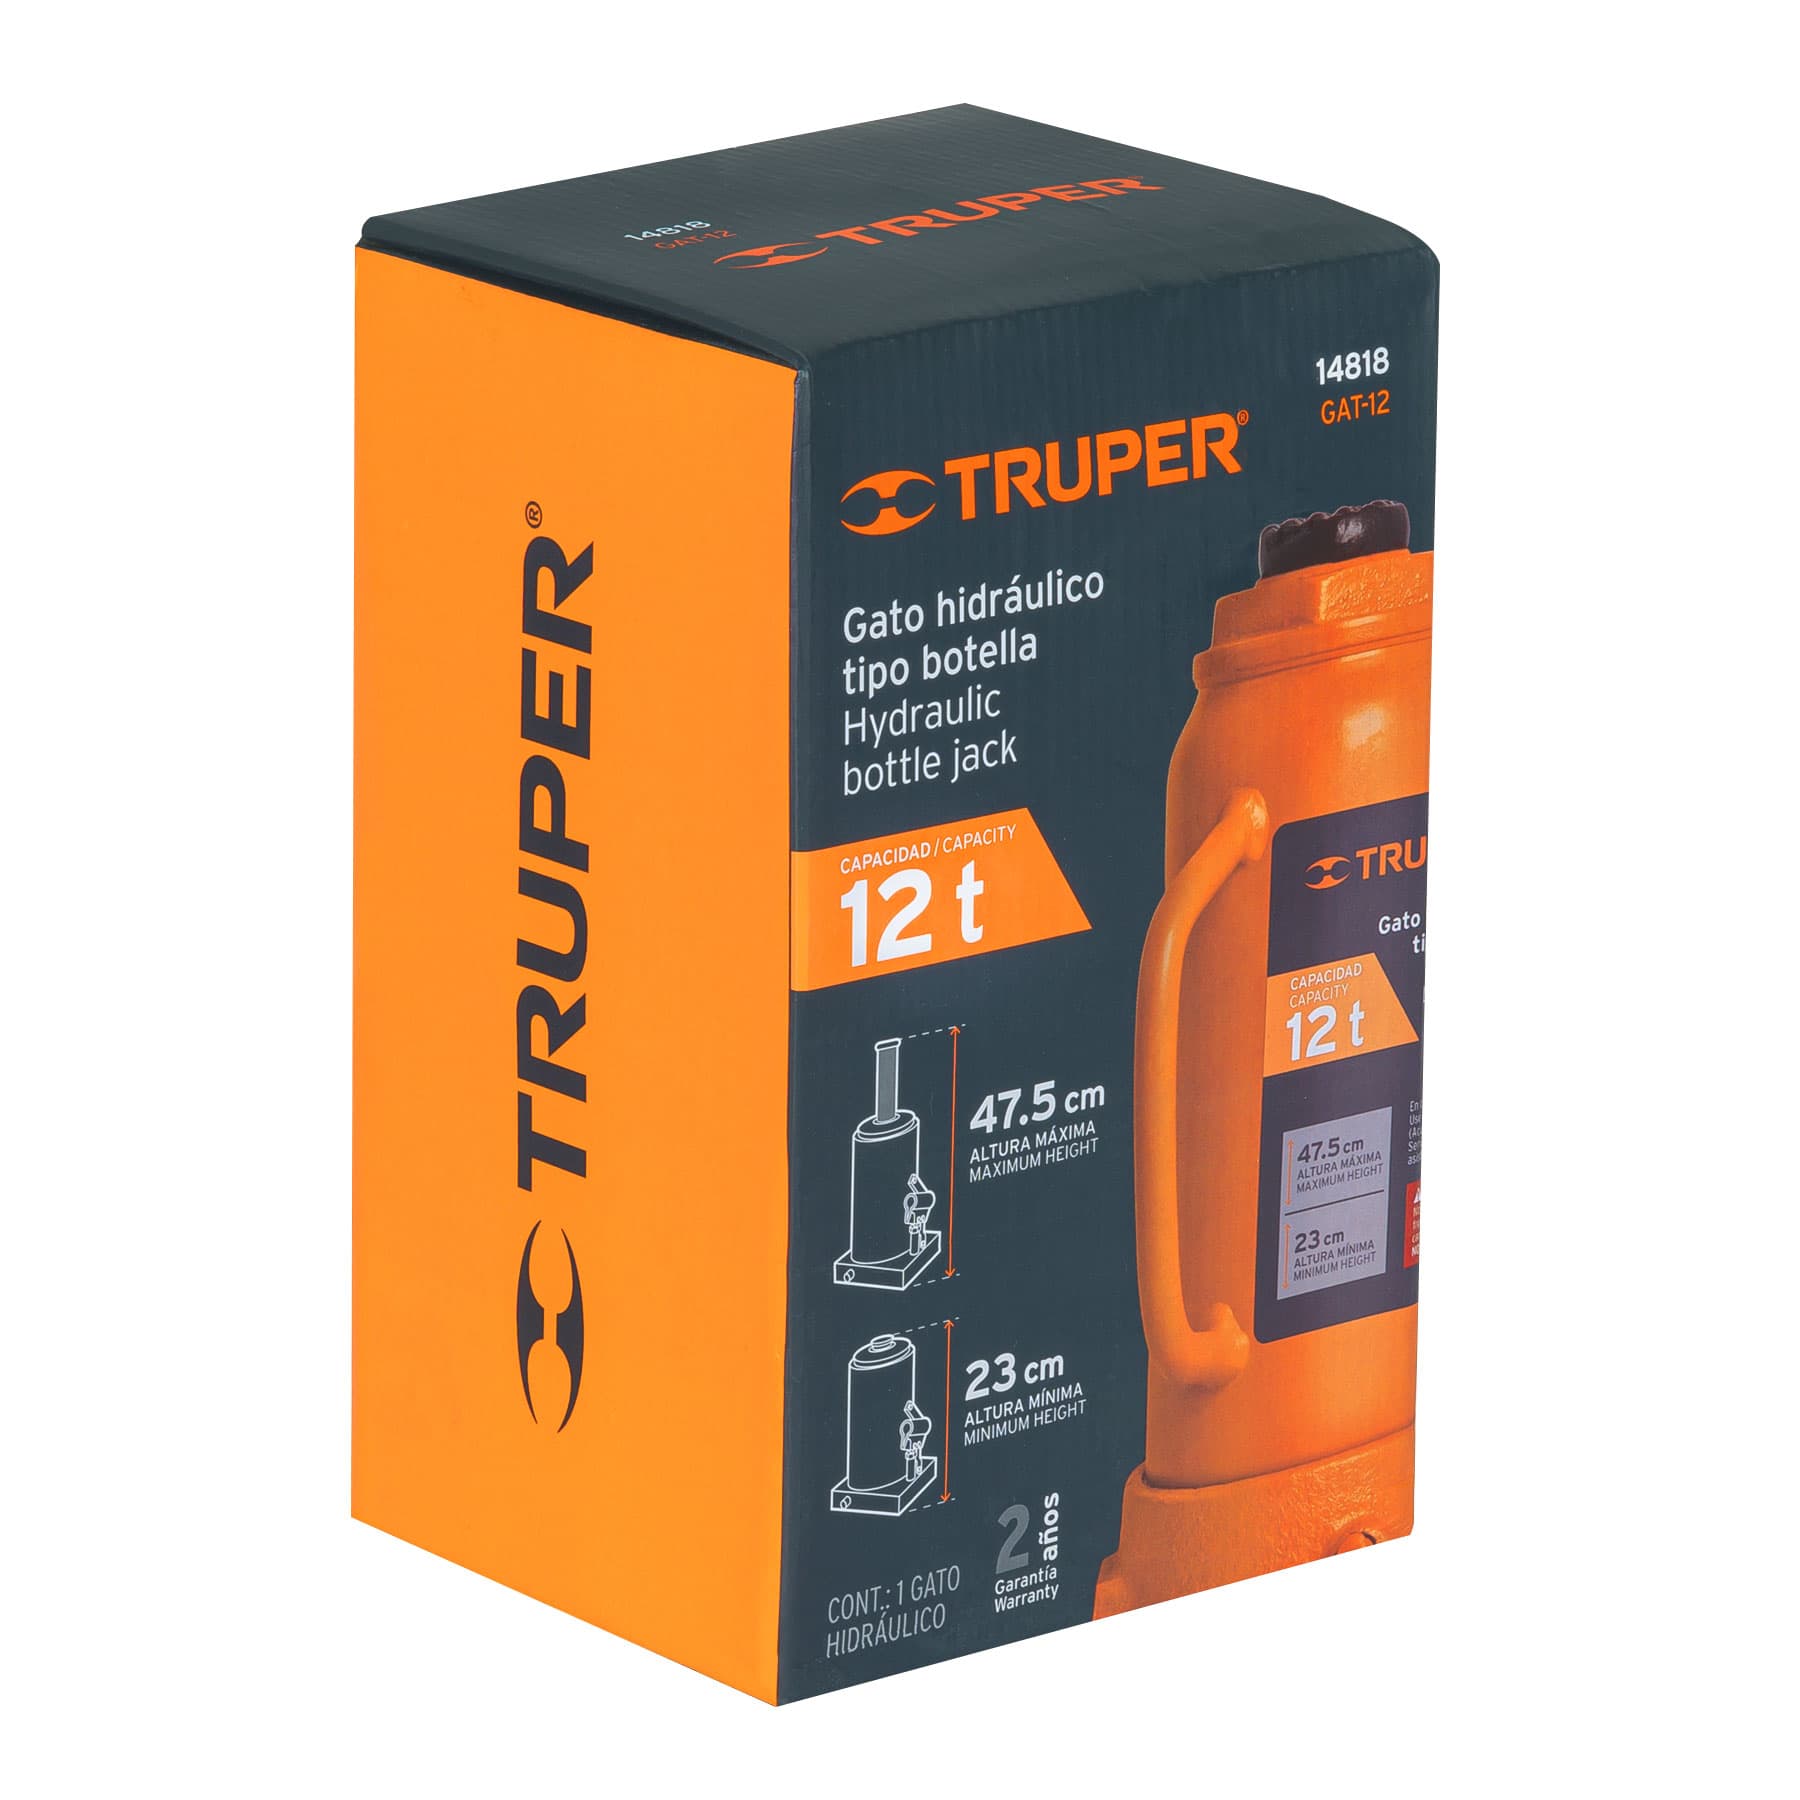 14818
GAT-12
TRUPER®
TRUPER®
14818
GAT-12
TRUPER®
Gato hidráulico
tipo botella
Hydraulic
bottle jack
CAPACIDAD / CAPACITY
12 t
47.5 cm
ALTURA MÁXIMA
MAXIMUM HEIGHT
23 cm
ALTURA MÍNIMA
MINIMUM HEIGHT
2 años
Garantía
Warranty
CONT.: 1 GATO
HIDRÁULICO
TRU
Gato
ti
CAPACIDAD
CAPACITY
12 t
47.5 cm
ALTURA MÁXIMA
MAXIMUM HEIGHT
23 cm
ALTURA MÍNIMA
MINIMUM HEIGHT